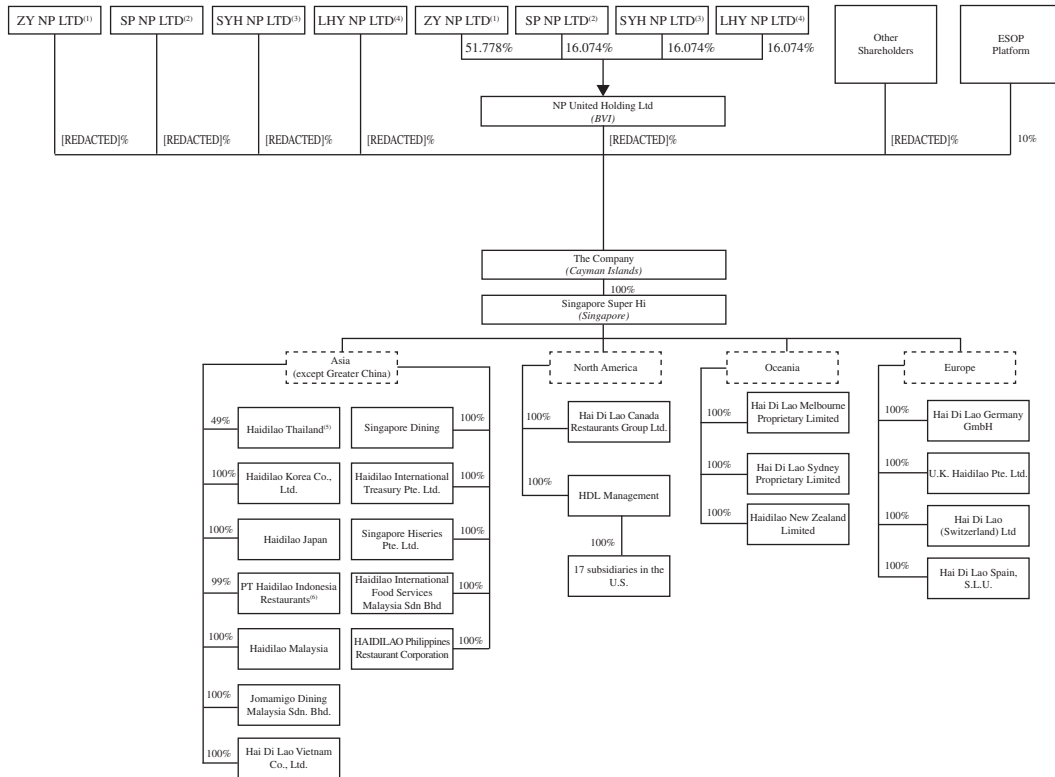 ZY NP LTD(1)
SP NP LTD(2)
SYH NP LTD(3)
LHY NP LTD(4)
ZY NP LTD(1)
SP NP LTD(2)
SYH NP LTD(3)
LHY NP LTD(4)
Other
Shareholders
ESOP
Platform
51.778%
16.074%
16.074%
16.074%
NP United Holding Ltd
(BVI)
[REDACTED]%
[REDACTED]%
[REDACTED]%
[REDACTED]%
[REDACTED]%
[REDACTED]%
10%
The Company
(Cayman Islands)
100%
Singapore Super Hi
(Singapore)
Asia
(except Greater China)
North America
Oceania
Europe
49%
Haidilao Thailand(5)
100%
Haidilao Korea Co.,
Ltd.
100%
Haidilao Japan
99%
PT Haidilao Indonesia
Restaurants(6)
100%
Haidilao Malaysia
100%
Jomamigo Dining
Malaysia Sdn. Bhd.
100%
Hai Di Lao Vietnam
Co., Ltd.
Singapore Dining
100%
Haidilao International
Treasury Pte. Ltd.
100%
Singapore Hiseries
Pte. Ltd.
100%
Haidilao International
Food Services
Malaysia Sdn Bhd
100%
HAIDILAO Philippines
Restaurant Corporation
100%
100%
Hai Di Lao Canada
Restaurants Group Ltd.
100%
HDL Management
100%
17 subsidiaries in the
U.S.
100%
Hai Di Lao Melbourne
Proprietary Limited
100%
Hai Di Lao Sydney
Proprietary Limited
100%
Haidilao New Zealand
Limited
100%
Hai Di Lao Germany
GmbH
100%
U.K. Haidilao Pte. Ltd.
100%
Hai Di Lao
(Switzerland) Ltd
100%
Hai Di Lao Spain,
S.L.U.